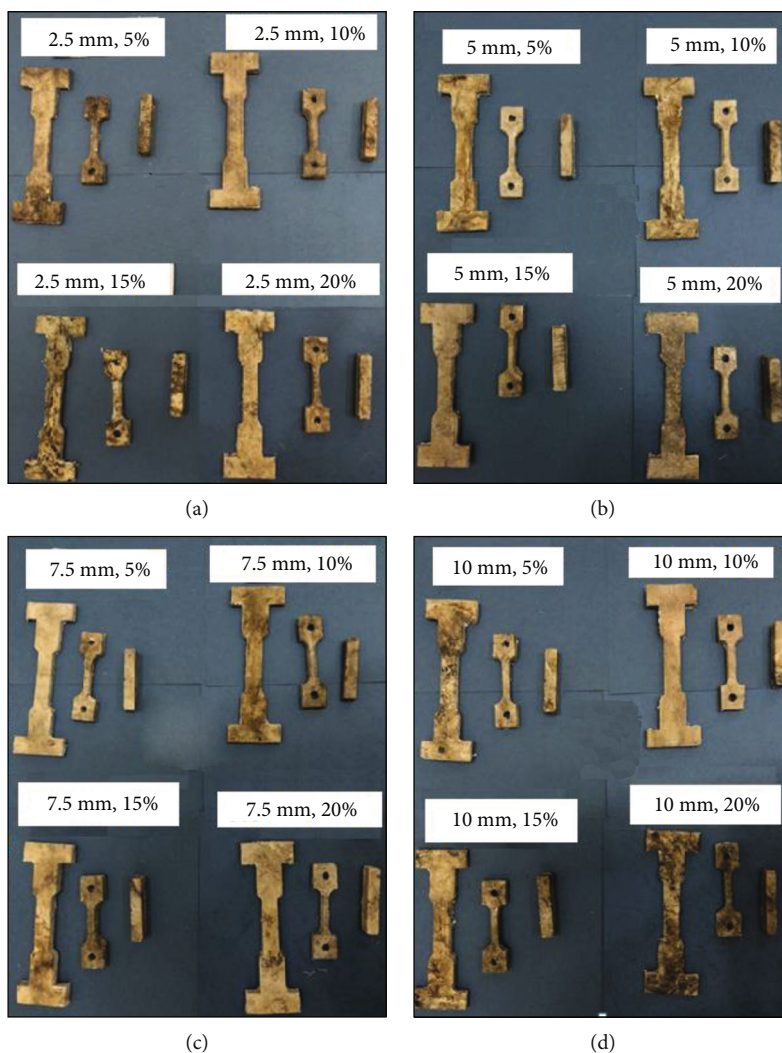 2.5 mm, 5%
2.5 mm, 10%
2.5 mm, 15%
2.5 mm, 20%
(a)
5 mm, 5%
5 mm, 10%
5 mm, 15%
5 mm, 20%
(b)
7.5 mm, 5%
7.5 mm, 10%
7.5 mm, 15%
7.5 mm, 20%
(c)
10 mm, 5%
10 mm, 10%
10 mm, 15%
10 mm, 20%
(d)